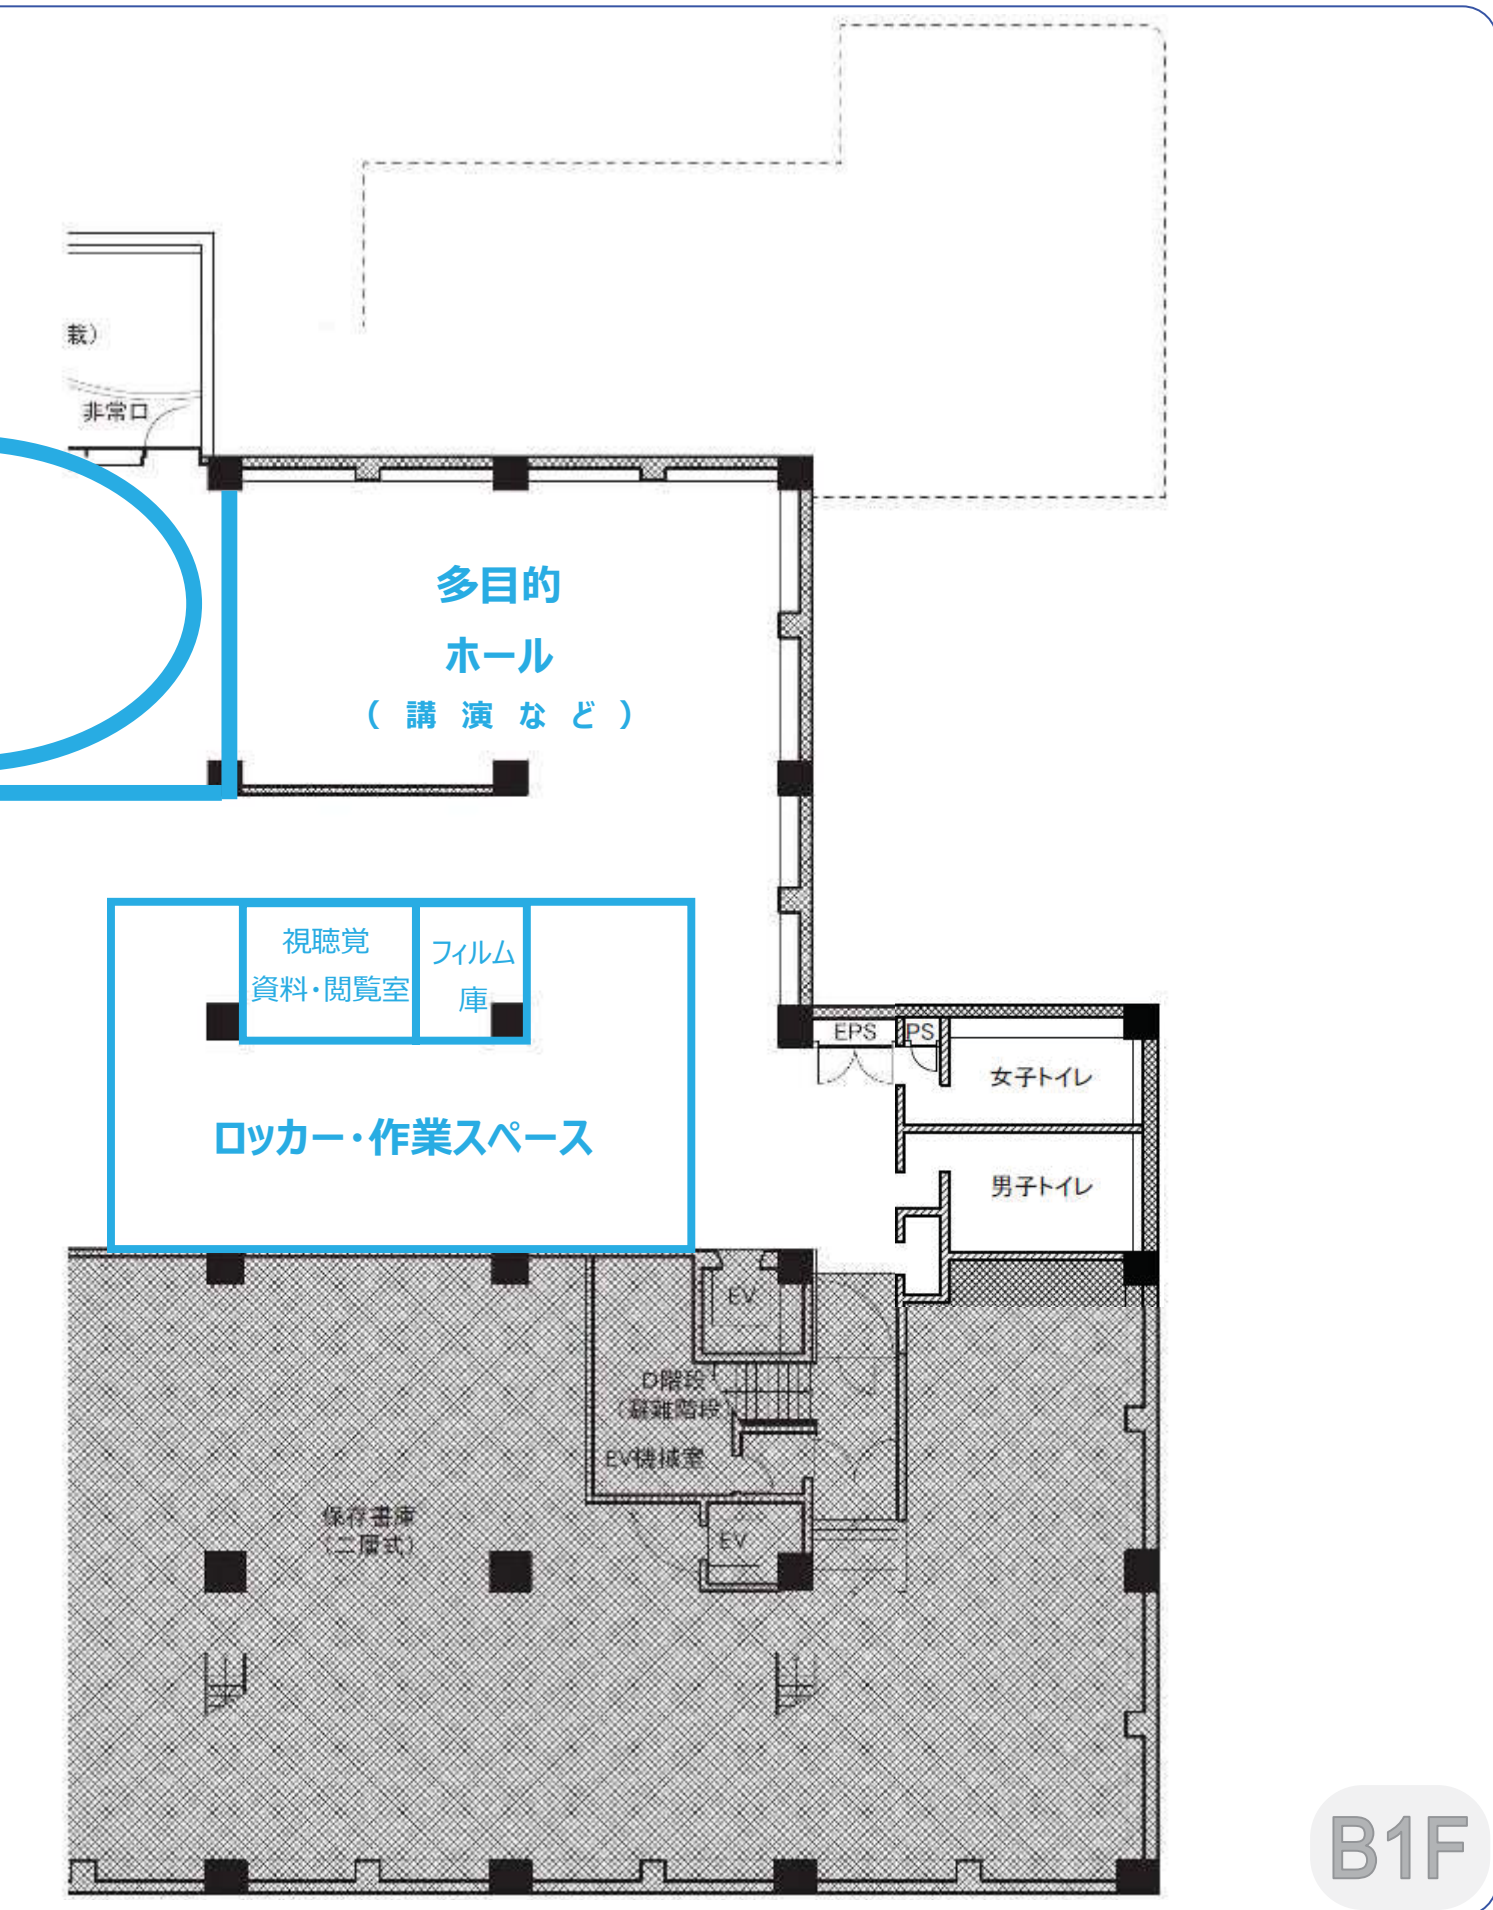 栽）
非常口
多目的
ホール
（講演など）
視聴覚
資料・閲覧室
フィルム
庫
EPS
PS
女子トイレ
ロッカー・作業スペース
男子トイレ
EV
D階段
（避難階段）
EV機械室
保存書庫
（二層式）
EV
B1F